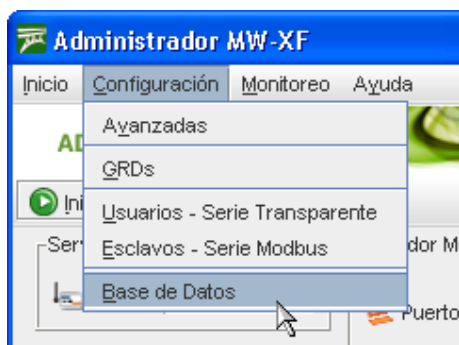 Administrador MW-XF
Inicio Configuración Monitoreo Ayuda
Avanzadas
GRDs
Usuarios - Serie Transparente
Esclavos - Serie Modbus
Base de Datos
Puerto